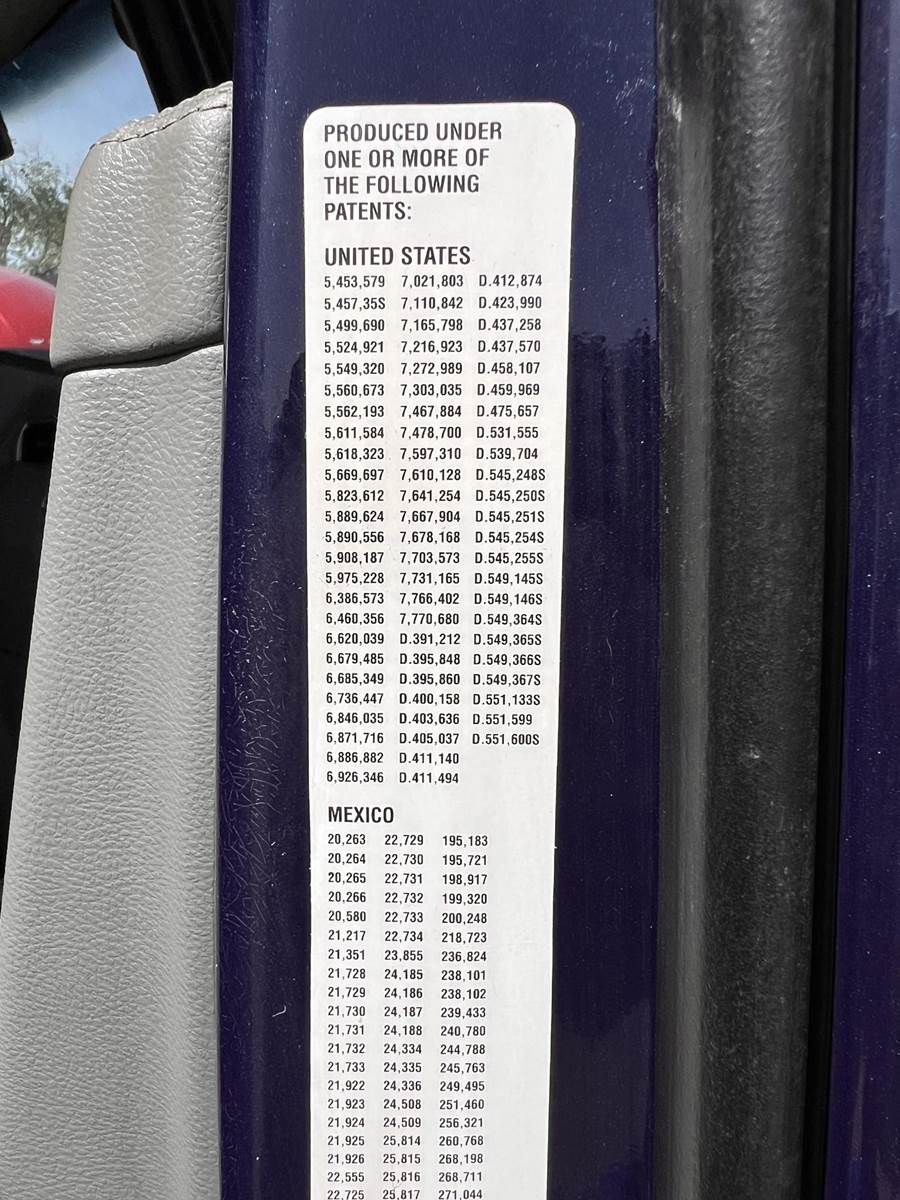 PRODUCED UNDER
ONE OR MORE OF
THE FOLLOWING
PATENTS:
UNITED STATES
5,453,579 7,021,803 D.412,874
5,457,35S 7,110,842 D.423,990
5,499,690 7,165,798 D.437,258
5,524,921 7,216,923 D.437,570
5,549,320 7,272,989 D.458,107
5,560,673 7,303,035 D.459,969
5,562,193 7,467,884 D.475,657
5,611,584 7,478,700 D.531,555
5,618,323 7,597,310 D.539,704
5,669,697 7,610,128 D.545,248S
5,823,612 7,641,254 D.545,250S
5,889,624 7,667,904 D.545,251S
5,890,556 7,678,168 D.545,254S
5,908,187 7,703,573 D.545,255S
5,975,228 7,731,165 D.549,145S
6,386,573 7,766,402 D.549,146S
6,460,356 7,770,680 D.549,364S
6,620,039 D.391,212 D.549,365S
6,679,485 D.395,848 D.549,366S
6,685,349 D.395,860 D.549,367S
6,736,447 D.400,158 D.551,133S
6,846,035 D.403,636 D.551,599
6,871,716 D.405,037 D.551,600S
6,886,882 D.411,140
6,926,346 D.411,494
MEXICO
20,263 22,729 195,183
20,264 22,730 195,721
20,265 22,731 198,917
20,266 22,732 199,320
20,580 22,733 200,248
21,217 22,734 218,723
21,351 23,855 236,824
21,728 24,185 238,101
21,729 24,186 238,102
21,730 24,187 239,433
21,731 24,188 240,780
21,732 24,334 244,788
21,733 24,335 245,763
21,922 24,336 249,495
21,923 24,508 251,460
21,924 24,509 256,321
21,925 25,814 260,768
21,926 25,815 268,198
22,555 25,816 268,711
22,725 25,817 271,044